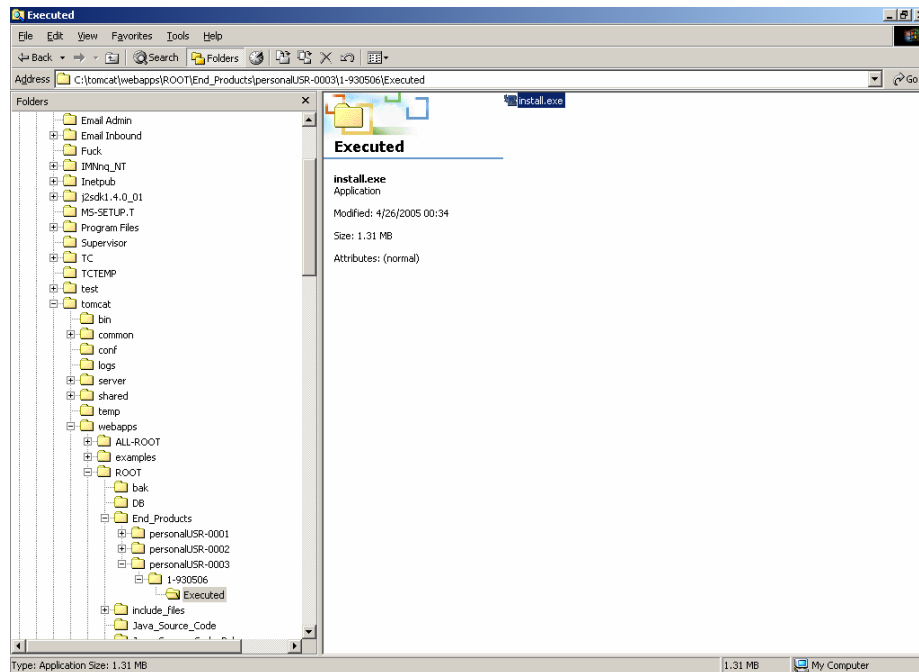 Executed
File Edit View Favorites Tools Help
Back Search Folders
Address C:\tomcat\webapps\ROOT\End_Products\personalUSR-0003\1-930506\Executed Go
Folders
Email Admin
Email Inbound
Fuck
IMNnq_NT
Inetpub
j2sdk1.4.0_01
MS-SETUP.T
Program Files
Supervisor
TC
TCTEMP
test
tomcat
bin
common
conf
logs
server
shared
temp
webapps
ALL-ROOT
examples
ROOT
bak
DB
End_Products
personalUSR-0001
personalUSR-0002
personalUSR-0003
1-930506
Executed
include_files
Java_Source_Code
install.exe
Executed
install.exe
Application
Modified: 4/26/2005 00:34
Size: 1.31 MB
Attributes: (normal)
Type: Application Size: 1.31 MB 1.31 MB My Computer